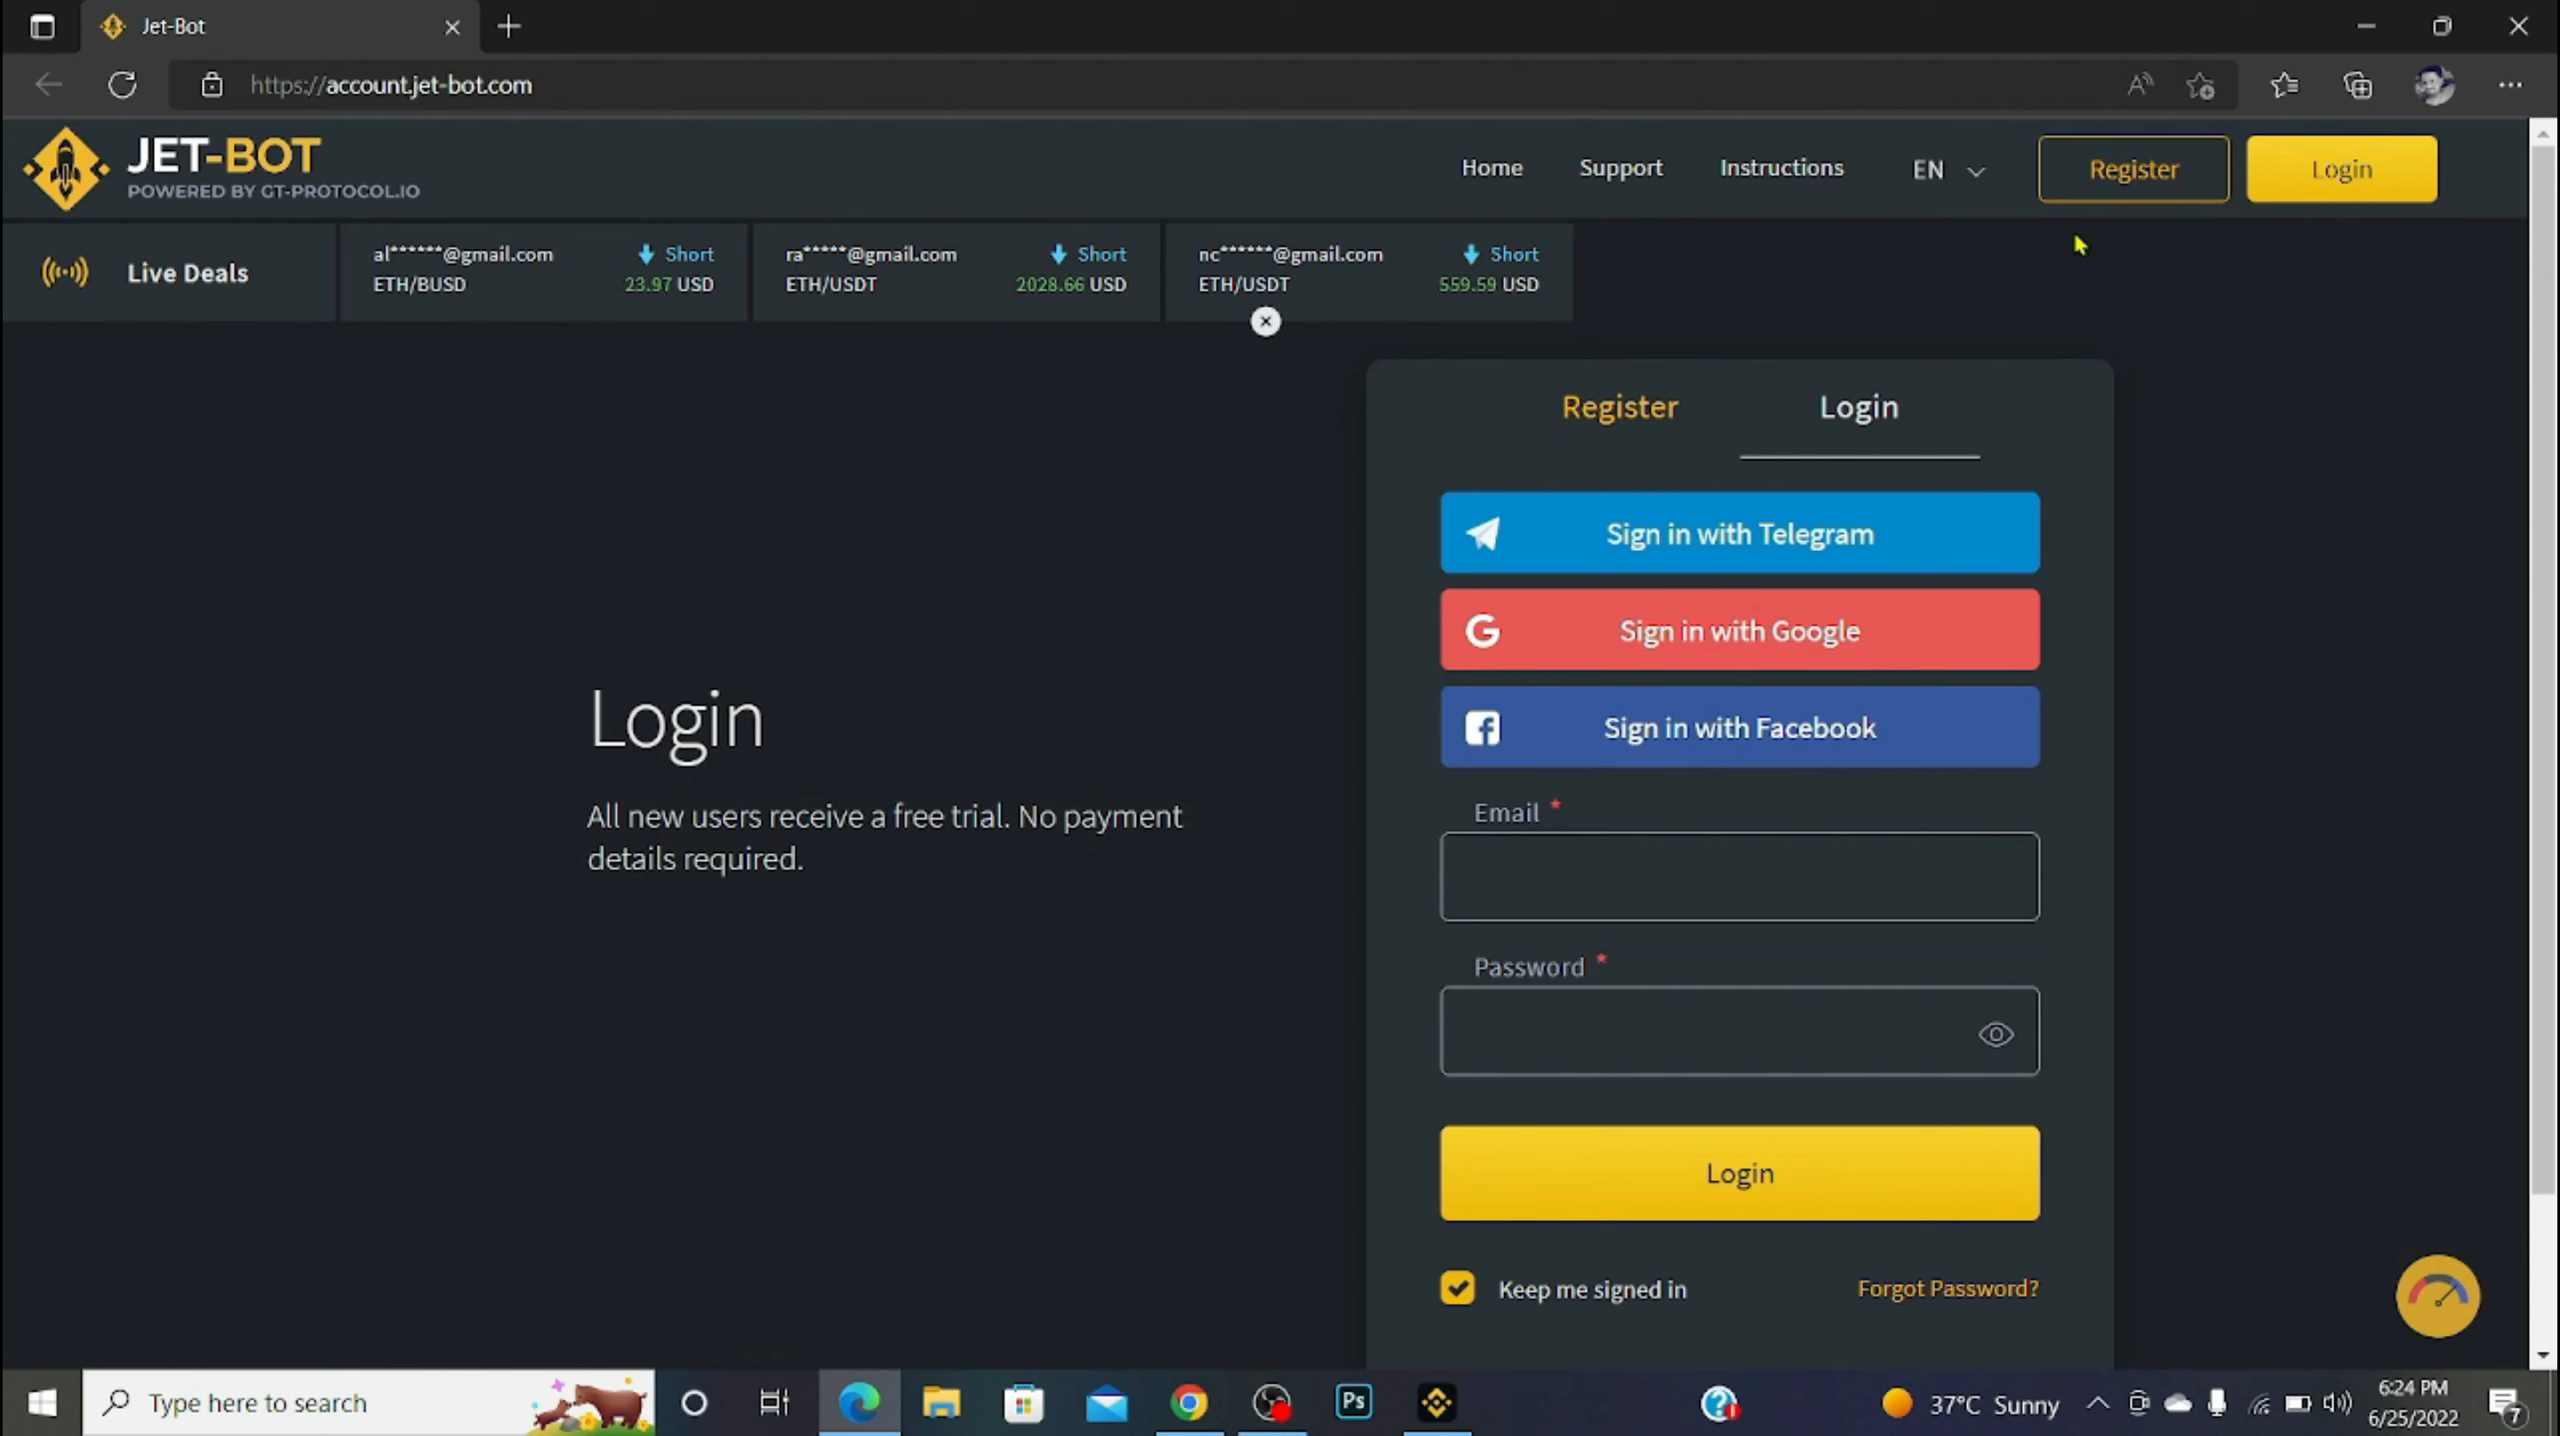 Jet-Bot
https://account.jet-bot.com
JET-BOT
POWERED BY GT-PROTOCOL.IO
Home
Support
Instructions
EN
Register
Login
Live Deals
al******@gmail.com
Short
ETH/BUSD
23.97 USD
ra*****@gmail.com
Short
ETH/USDT
2028.66 USD
nc******@gmail.com
Short
ETH/USDT
559.59 USD
Login
All new users receive a free trial. No payment
details required.
Register
Login
Sign in with Telegram
Sign in with Google
Sign in with Facebook
Email *
Password *
Login
Keep me signed in
Forgot Password?
Type here to search
Ps
37°C Sunny
6:24 PM
6/25/2022
7